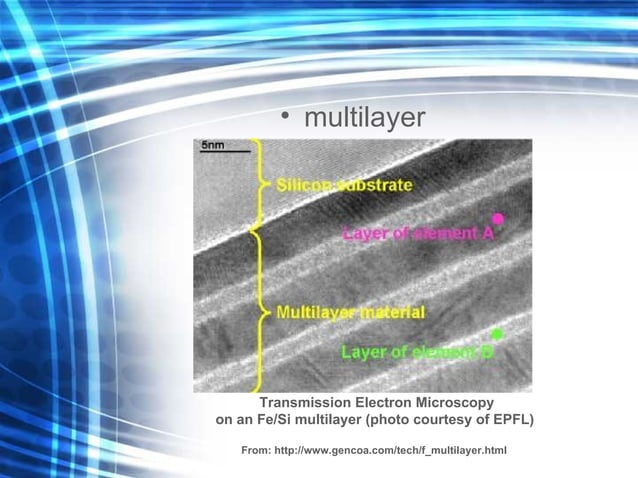 • multilayer
5nm
Silicon substrate
Layer of element A
Multilayer material
Layer of element B
Transmission Electron Microscopy
on an Fe/Si multilayer (photo courtesy of EPFL)
From: http://www.gencoa.com/tech/f_multilayer.html